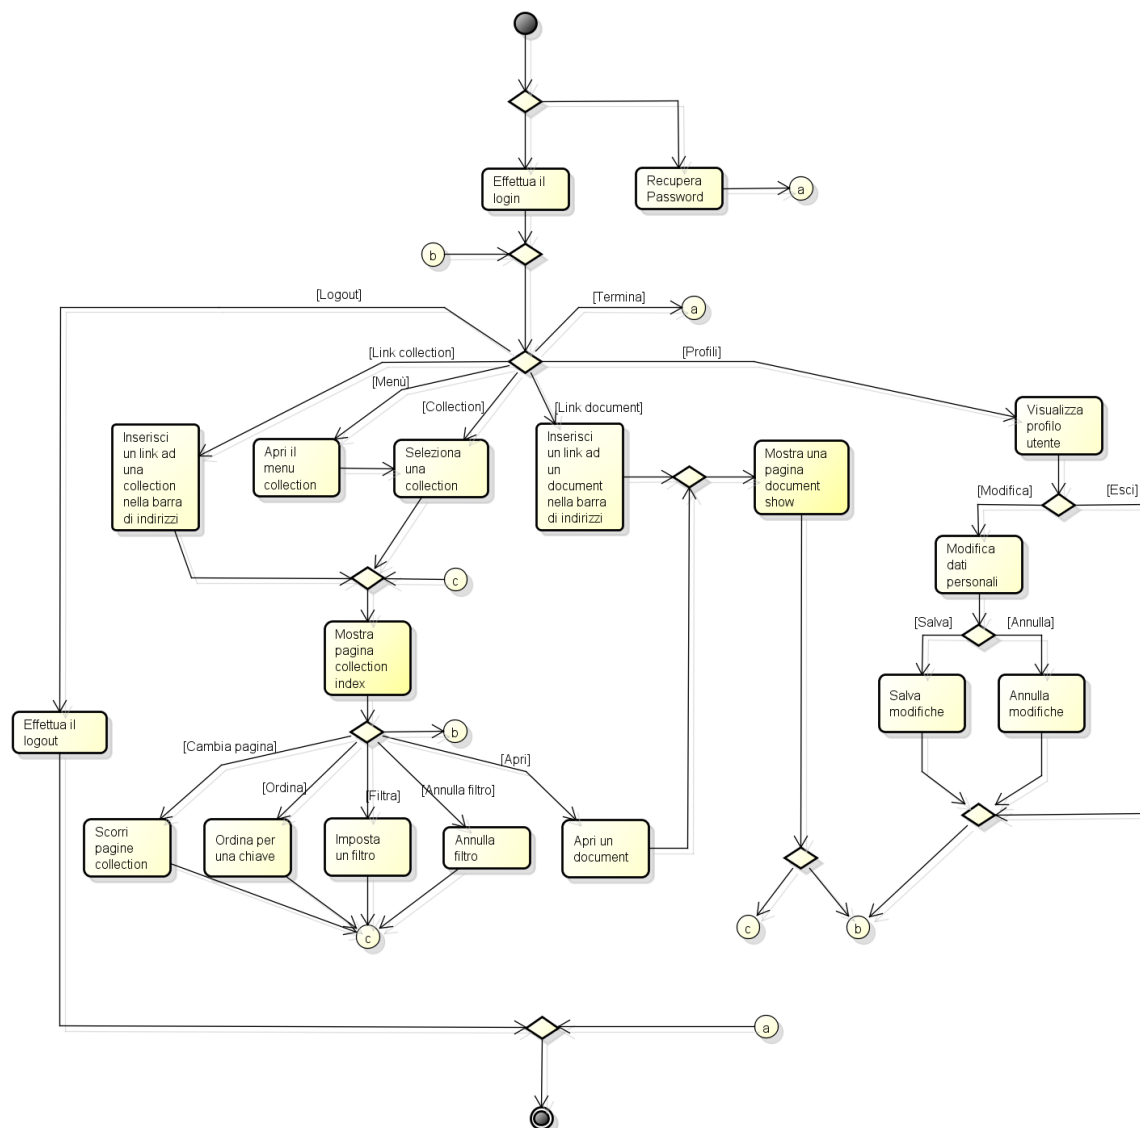 Effettua il
login
Recupera
Password
a
b
[Logout]
[Termina]
a
[Link collection]
[Profili]
[Menù]
[Collection]
[Link document]
Visualizza
profilo
utente
Inserisci
un link ad
una
collection
nella barra
di indirizzi
Apri il
menu
collection
Seleziona
una
collection
Inserisci
un link ad
un
document
nella barra
di indirizzi
Mostra una
pagina
document
show
[Modifica]
[Esci]
Modifica
dati
personali
c
[Salva]
[Annulla]
Mostra
pagina
collection
index
Salva
modifiche
Annulla
modifiche
Effettua il
logout
b
[Cambia pagina]
[Apri]
[Ordina]
[Filtra]
[Annulla filtro]
Scorri
pagine
collection
Ordina per
una chiave
Imposta
un filtro
Annulla
filtro
Apri un
document
c
c
b
a